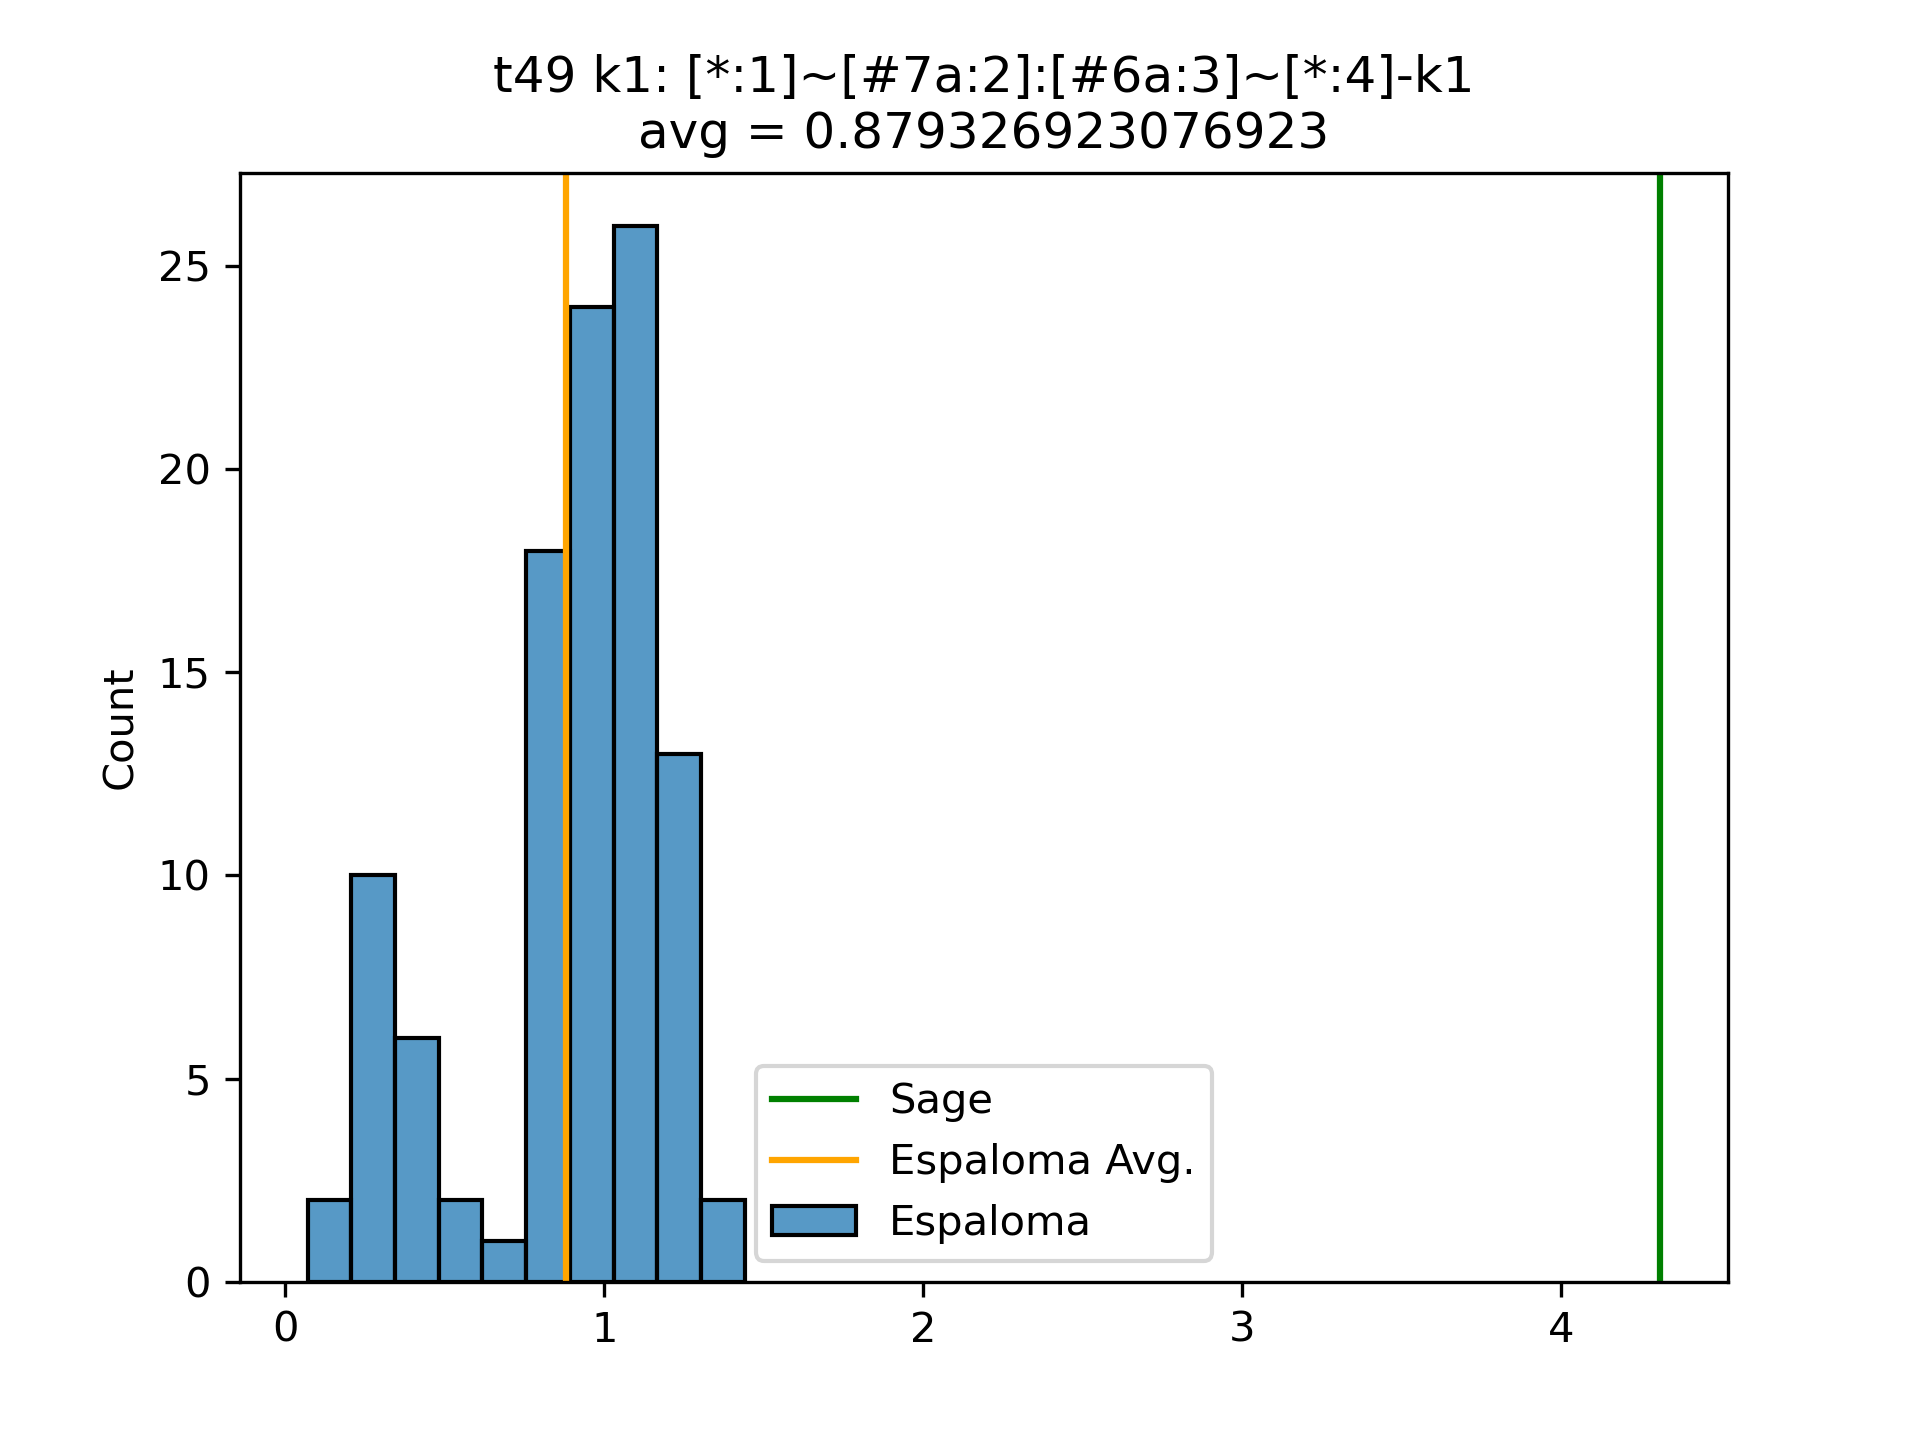 t49 k1: [*:1]~[#7a:2]:[#6a:3]~[*:4]-k1
avg = 0.879326923076923
Count
25
20
15
10
5
0
0 1 2 3 4
Sage
Espaloma Avg.
Espaloma